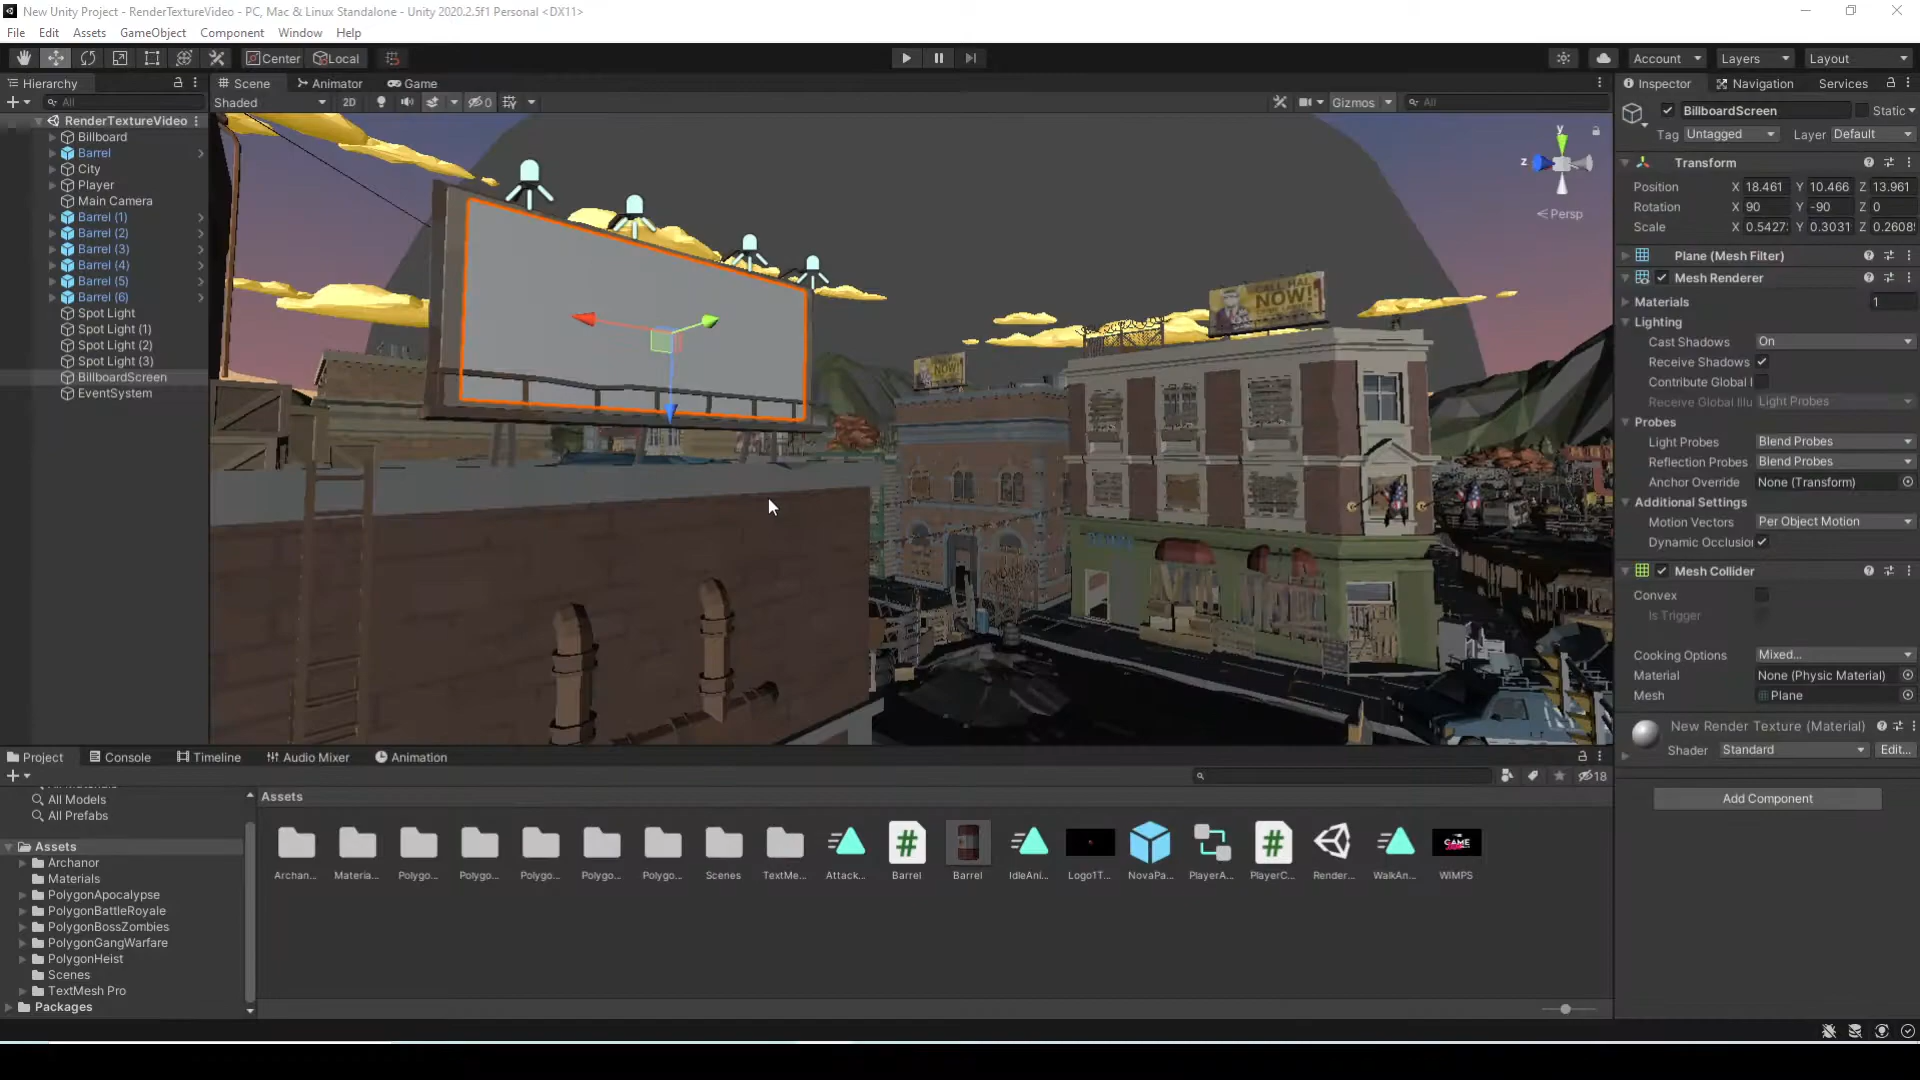 New Unity Project - RenderTextureVideo - PC, Mac & Linux Standalone - Unity 2020.2.5f1 Personal <DX11>
File Edit Assets GameObject Component Window Help
Center Local Account Layers Layout
Hierarchy Scene Animator Game Inspector Navigation Services
All Shaded 2D 0 Gizmos All
RenderTextureVideo
Billboard
Barrel
City
Player
Main Camera
Barrel (1)
Barrel (2)
Barrel (3)
Barrel (4)
Barrel (5)
Barrel (6)
Spot Light
Spot Light (1)
Spot Light (2)
Spot Light (3)
BillboardScreen
EventSystem
y
z
Persp
CALL HAL
NOW!
NOW!
BillboardScreen Static
Tag Untagged Layer Default
Transform
Position X 18.461 Y 10.466 Z 13.961
Rotation X 90 Y -90 Z 0
Scale X 0.5427 Y 0.3031 Z 0.2608
Plane (Mesh Filter)
Mesh Renderer
Materials 1
Lighting
Cast Shadows On
Receive Shadows
Contribute Global I
Receive Global Illu Light Probes
Probes
Light Probes Blend Probes
Reflection Probes Blend Probes
Anchor Override None (Transform)
Additional Settings
Motion Vectors Per Object Motion
Dynamic Occlusio
Mesh Collider
Convex
Is Trigger
Cooking Options Mixed...
Material None (Physic Material)
Mesh Plane
New Render Texture (Material)
Shader Standard Edit...
Add Component
Project Console Timeline Audio Mixer Animation
18
All Models
All Prefabs
Assets
Archanor
Materials
PolygonApocalypse
PolygonBattleRoyale
PolygonBossZombies
PolygonGangWarfare
PolygonHeist
Scenes
TextMesh Pro
Packages
Assets
GAME
Archan... Materia... Polygo... Polygo... Polygo... Polygo... Polygo... Scenes TextMe... Attack... Barrel Barrel IdleAni... Logo1T... NovaPa... PlayerA... PlayerC... Render... WalkAn... WIMPS